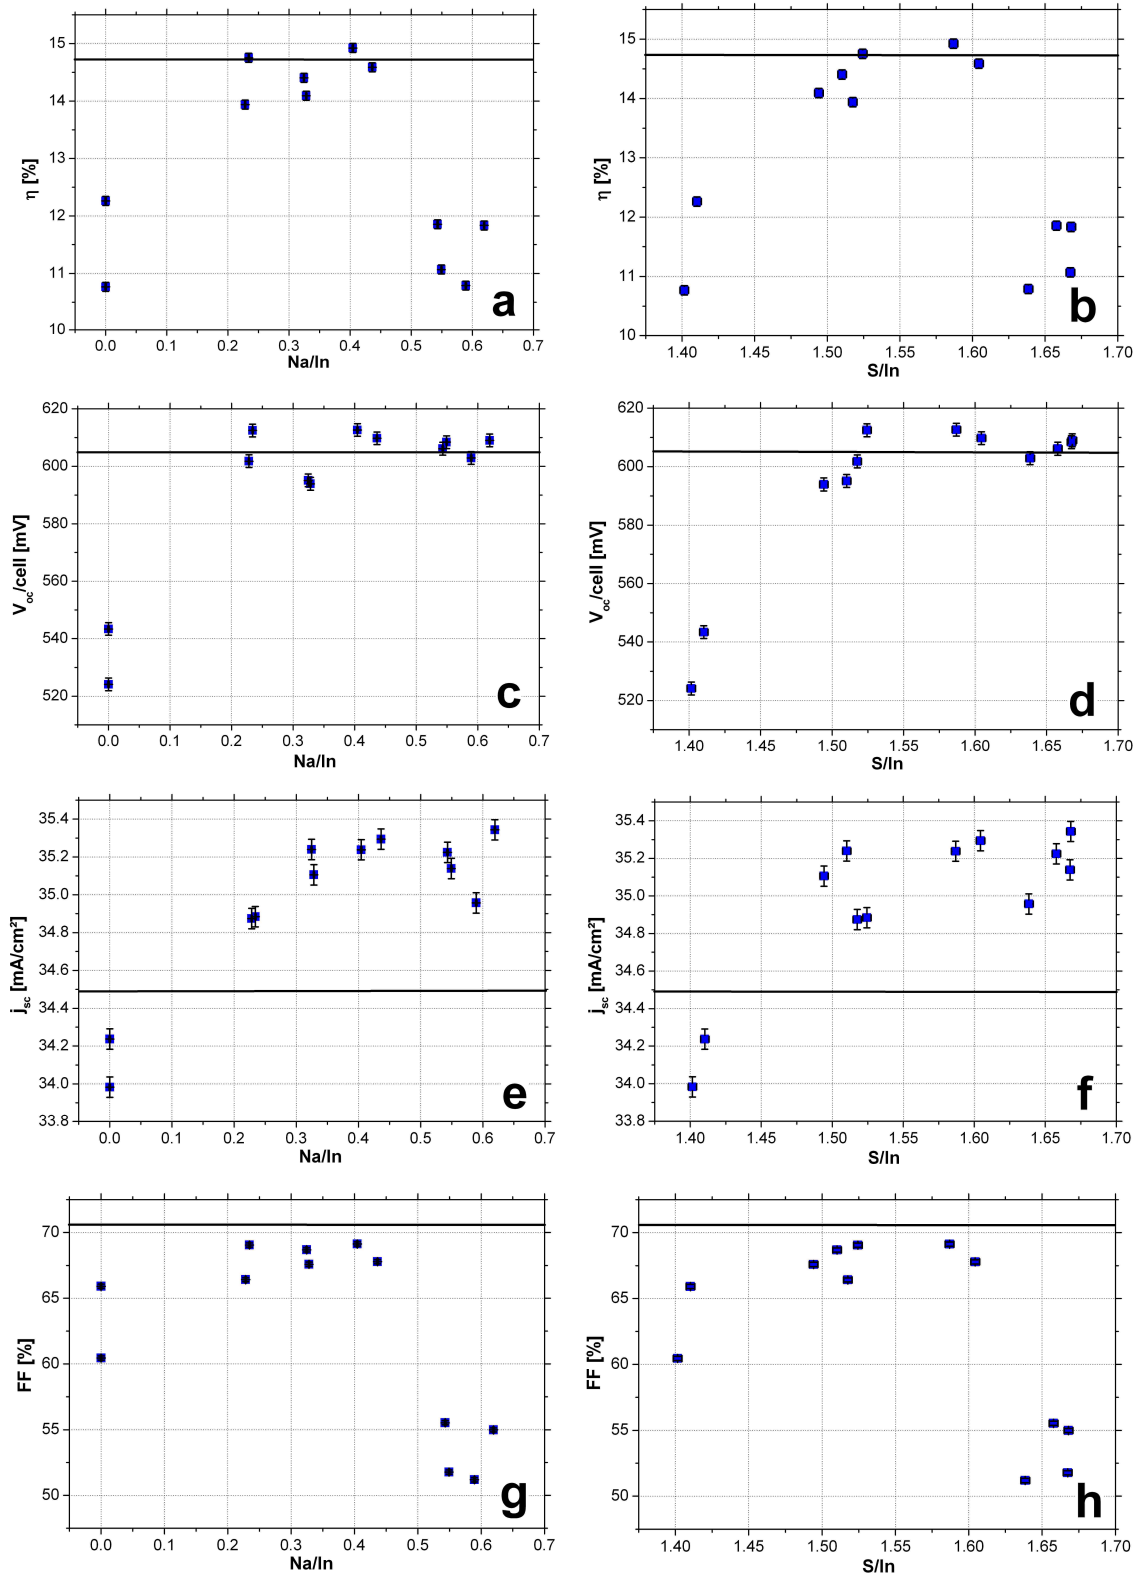 15
14
13
12
11
10
η [%]
0.0 0.1 0.2 0.3 0.4 0.5 0.6 0.7
Na/In
a
15
14
13
12
11
10
η [%]
1.40 1.45 1.50 1.55 1.60 1.65 1.70
S/In
b
620
600
580
560
540
520
Voc/cell [mV]
0.0 0.1 0.2 0.3 0.4 0.5 0.6 0.7
Na/In
c
620
600
580
560
540
520
Voc/cell [mV]
1.40 1.45 1.50 1.55 1.60 1.65 1.70
S/In
d
35.4
35.2
35.0
34.8
34.6
34.4
34.2
34.0
33.8
jsc [mA/cm²]
0.0 0.1 0.2 0.3 0.4 0.5 0.6 0.7
Na/In
e
35.4
35.2
35.0
34.8
34.6
34.4
34.2
34.0
33.8
jsc [mA/cm²]
1.40 1.45 1.50 1.55 1.60 1.65 1.70
S/In
f
70
65
60
55
50
FF [%]
0.0 0.1 0.2 0.3 0.4 0.5 0.6 0.7
Na/In
g
70
65
60
55
50
FF [%]
1.40 1.45 1.50 1.55 1.60 1.65 1.70
S/In
h